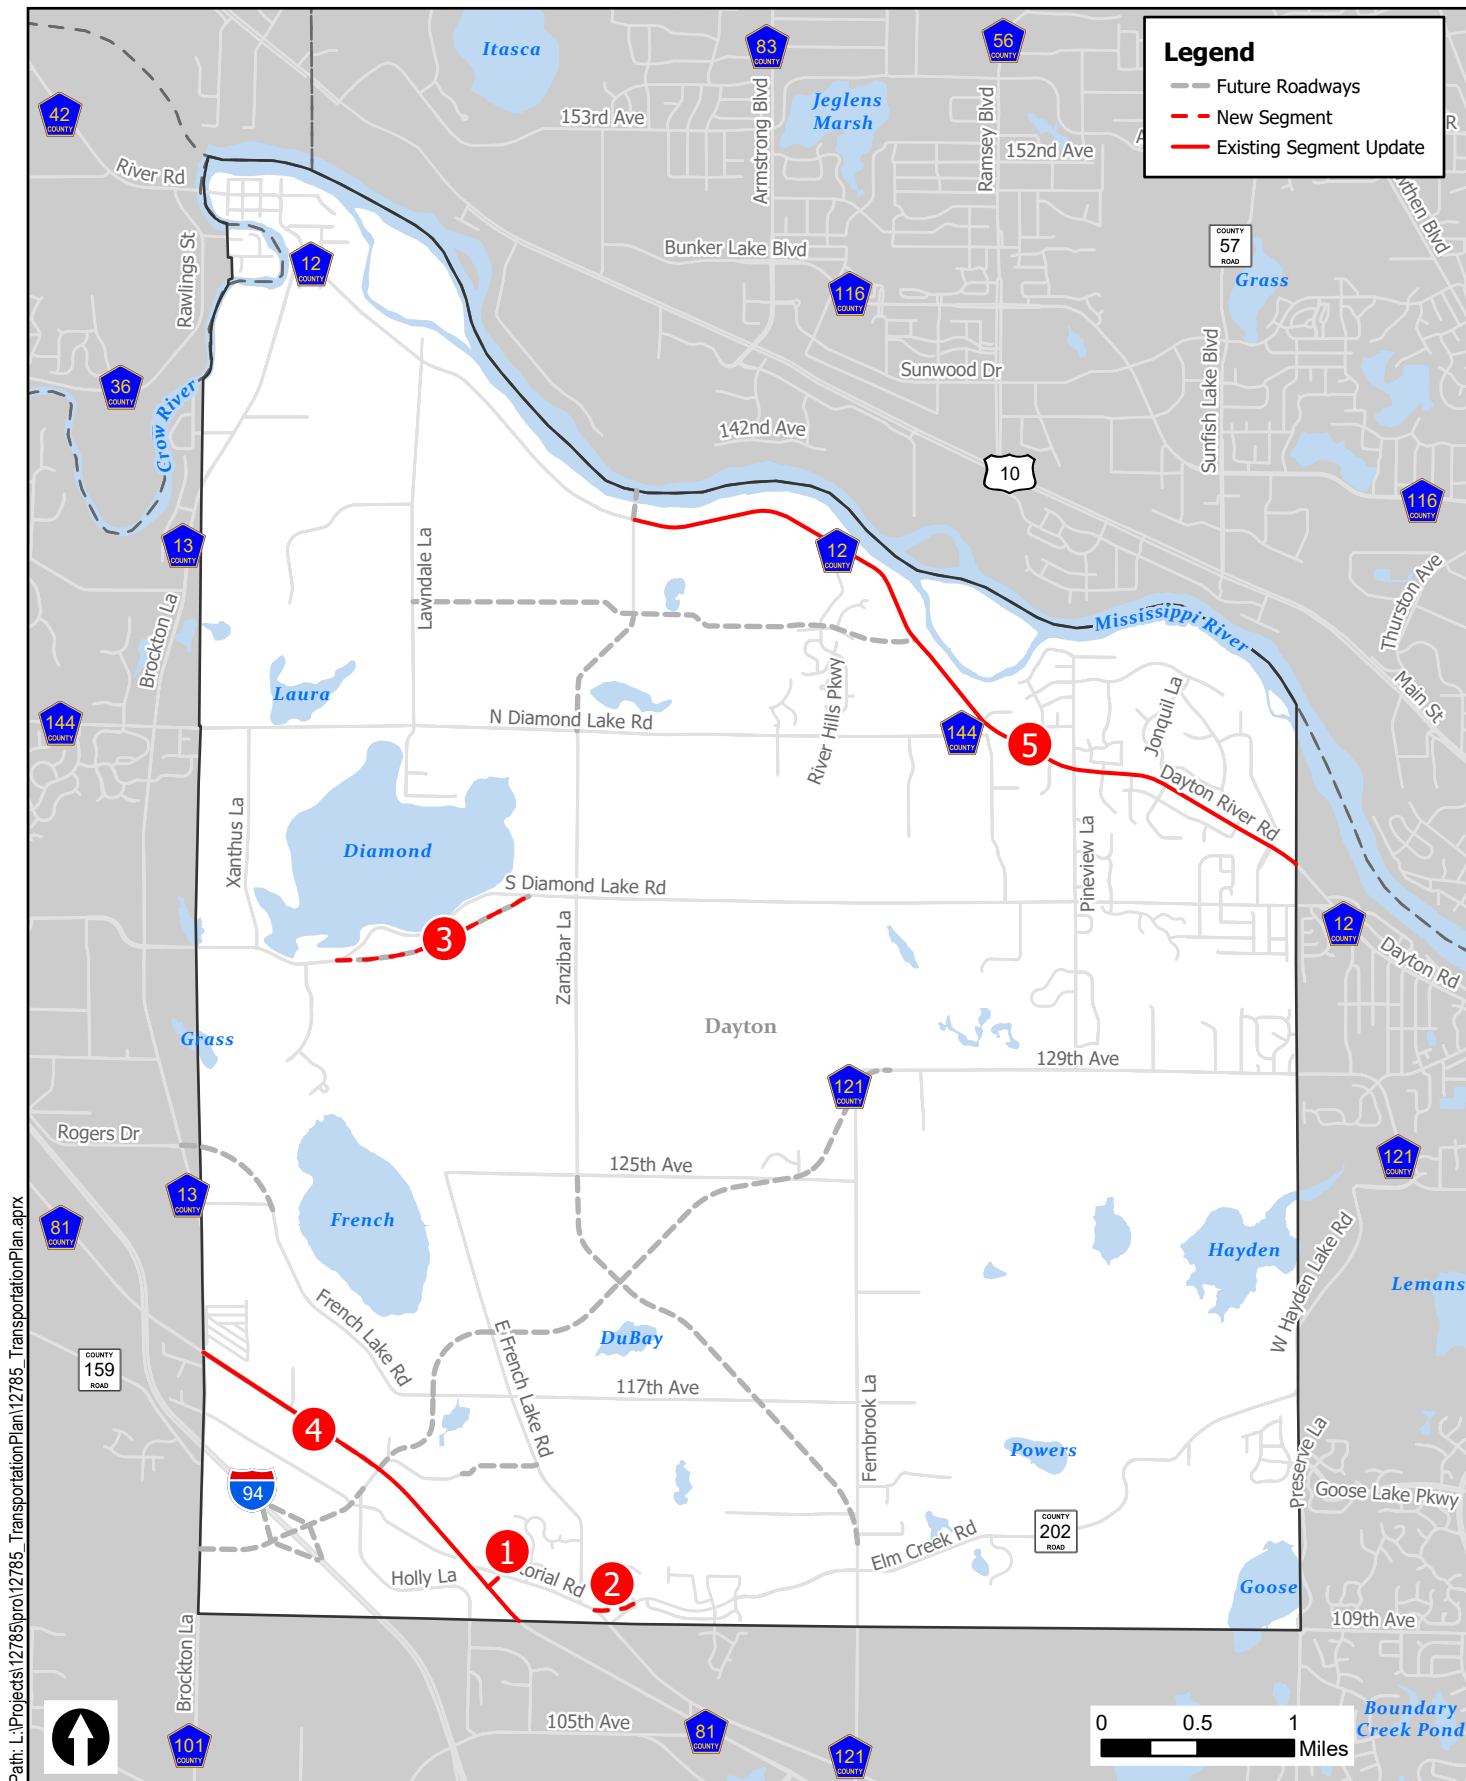 Legend
Future Roadways
New Segment
Existing Segment Update
Itasca
83
COUNTY
56
COUNTY
42
COUNTY
153rd Ave
Armstrong Blvd
Jeglens
Marsh
Ramsey Blvd
152nd Ave
A
R
River Rd
wthen Blvd
Rawlings St
12
COUNTY
Bunker Lake Blvd
COUNTY
57
ROAD
Grass
116
COUNTY
36
COUNTY
Sunwood Dr
Sunfish Lake Blvd
Crow River
142nd Ave
10
116
COUNTY
13
COUNTY
Lawndale La
12
COUNTY
Thurston Ave
Brockton La
Mississippi River
Laura
River Hills Pkwy
Jonquil La
Main St
144
COUNTY
N Diamond Lake Rd
144
COUNTY
5
Dayton River Rd
Xanthus La
Diamond
Pineview La
S Diamond Lake Rd
3
Zanzibar La
12
COUNTY
Dayton Rd
Grass
Dayton
129th Ave
121
COUNTY
Rogers Dr
125th Ave
121
COUNTY
13
COUNTY
81
COUNTY
French
Hayden
W Hayden Lake Rd
Lemans
French Lake Rd
E French Lake Rd
DuBay
COUNTY
159
ROAD
117th Ave
Fernbrook La
4
Powers
Preserve La
94
Goose Lake Pkwy
COUNTY
202
ROAD
1
Elm Creek Rd
Holly La
torial Rd
2
Goose
109th Ave
Brockton La
105th Ave
81
COUNTY
101
COUNTY
121
COUNTY
0 0.5 1
Miles
Boundary
Creek Pond
Path: L:\Projects\12785\pro\12785_TransportationPlan\12785_TransportationPlan.aprx